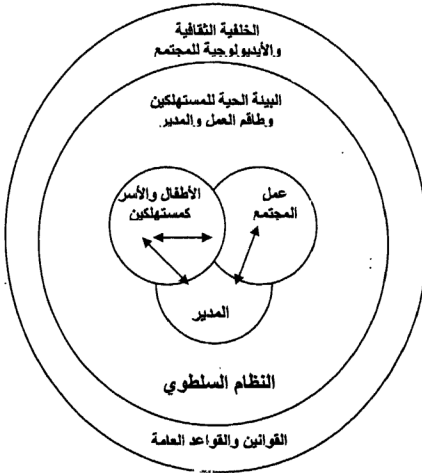 الخلفية الثقافية
والأيديولوجية للمجتمع
البيئة الحية للمستهلكين
وطاقم العمل والمدير
الأطفال والأسر
كمستهلكين
عمل
المجتمع
المدير
النظام السلطوي
القوانين والقواعد العامة